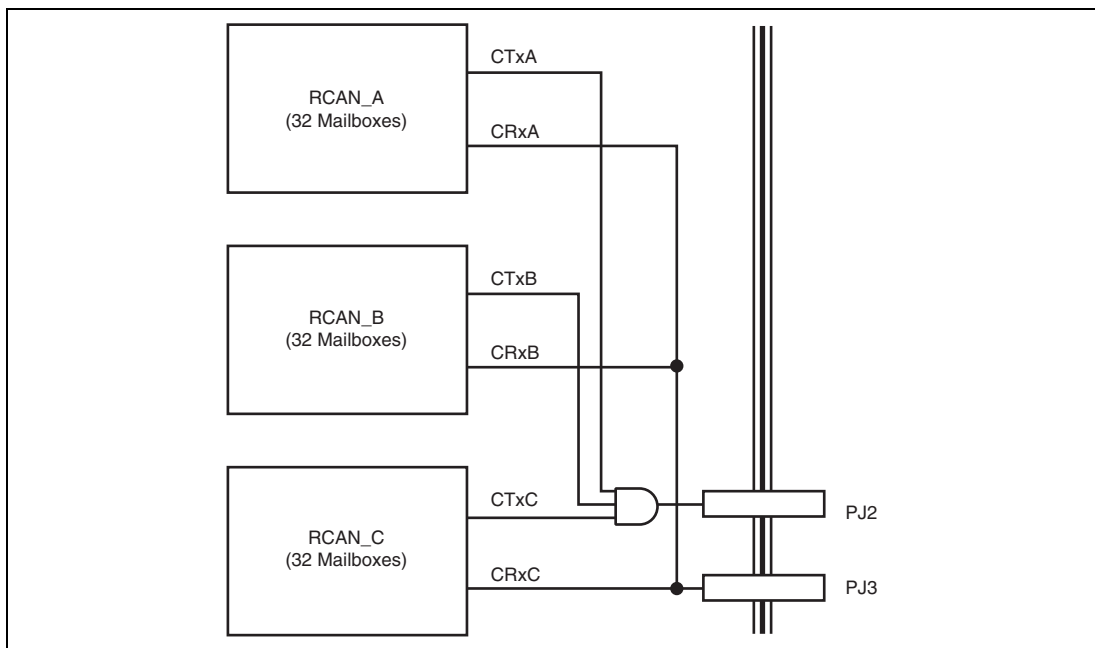 CTxA
RCAN_A
(32 Mailboxes)
CRxA
CTxB
RCAN_B
(32 Mailboxes)
CRxB
CTxC
RCAN_C
(32 Mailboxes)
CRxC
PJ2
PJ3